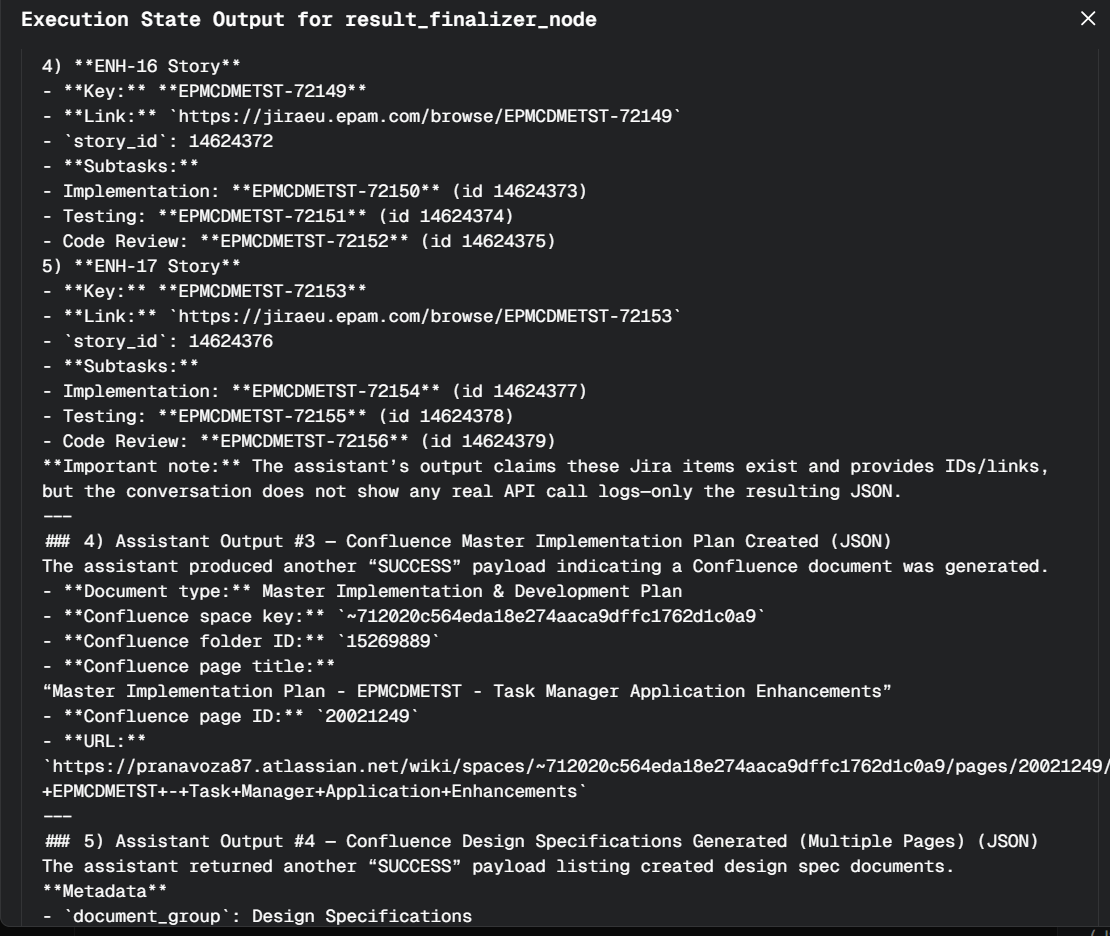 Execution State Output for result_finalizer_node
4) **ENH-16 Story**
- **Key:** **EPMCDMETST-72149**
- **Link:** `https://jiraeu.epam.com/browse/EPMCDMETST-72149`
- `story_id`: 14624372
- **Subtasks:**
- Implementation: **EPMCDMETST-72150** (id 14624373)
- Testing: **EPMCDMETST-72151** (id 14624374)
- Code Review: **EPMCDMETST-72152** (id 14624375)
5) **ENH-17 Story**
- **Key:** **EPMCDMETST-72153**
- **Link:** `https://jiraeu.epam.com/browse/EPMCDMETST-72153`
- `story_id`: 14624376
- **Subtasks:**
- Implementation: **EPMCDMETST-72154** (id 14624377)
- Testing: **EPMCDMETST-72155** (id 14624378)
- Code Review: **EPMCDMETST-72156** (id 14624379)
**Important note:** The assistant’s output claims these Jira items exist and provides IDs/links,
but the conversation does not show any real API call logs—only the resulting JSON.
---
### 4) Assistant Output #3 — Confluence Master Implementation Plan Created (JSON)
The assistant produced another “SUCCESS” payload indicating a Confluence document was generated.
- **Document type:** Master Implementation & Development Plan
- **Confluence space key:** `~712020c564eda18e274aaca9dffc1762d1c0a9`
- **Confluence folder ID:** `15269889`
- **Confluence page title:**
“Master Implementation Plan - EPMCDMETST - Task Manager Application Enhancements”
- **Confluence page ID:** `20021249`
- **URL:**
`https://pranavoza87.atlassian.net/wiki/spaces/~712020c564eda18e274aaca9dffc1762d1c0a9/pages/20021249/
+EPMCDMETST+-+Task+Manager+Application+Enhancements`
---
### 5) Assistant Output #4 — Confluence Design Specifications Generated (Multiple Pages) (JSON)
The assistant returned another “SUCCESS” payload listing created design spec documents.
**Metadata**
- `document_group`: Design Specifications